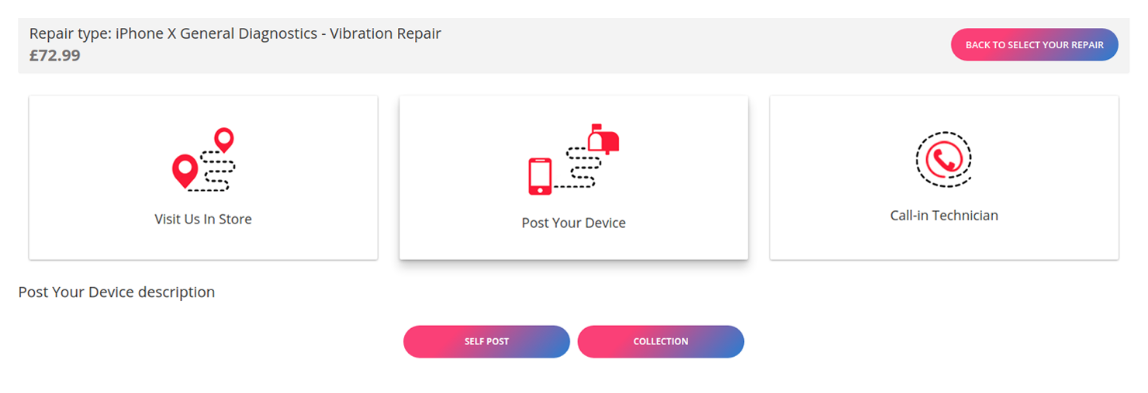 Repair type: iPhone X General Diagnostics - Vibration Repair
£72.99
BACK TO SELECT YOUR REPAIR
Visit Us In Store
Post Your Device
Call-in Technician
Post Your Device description
SELF POST
COLLECTION